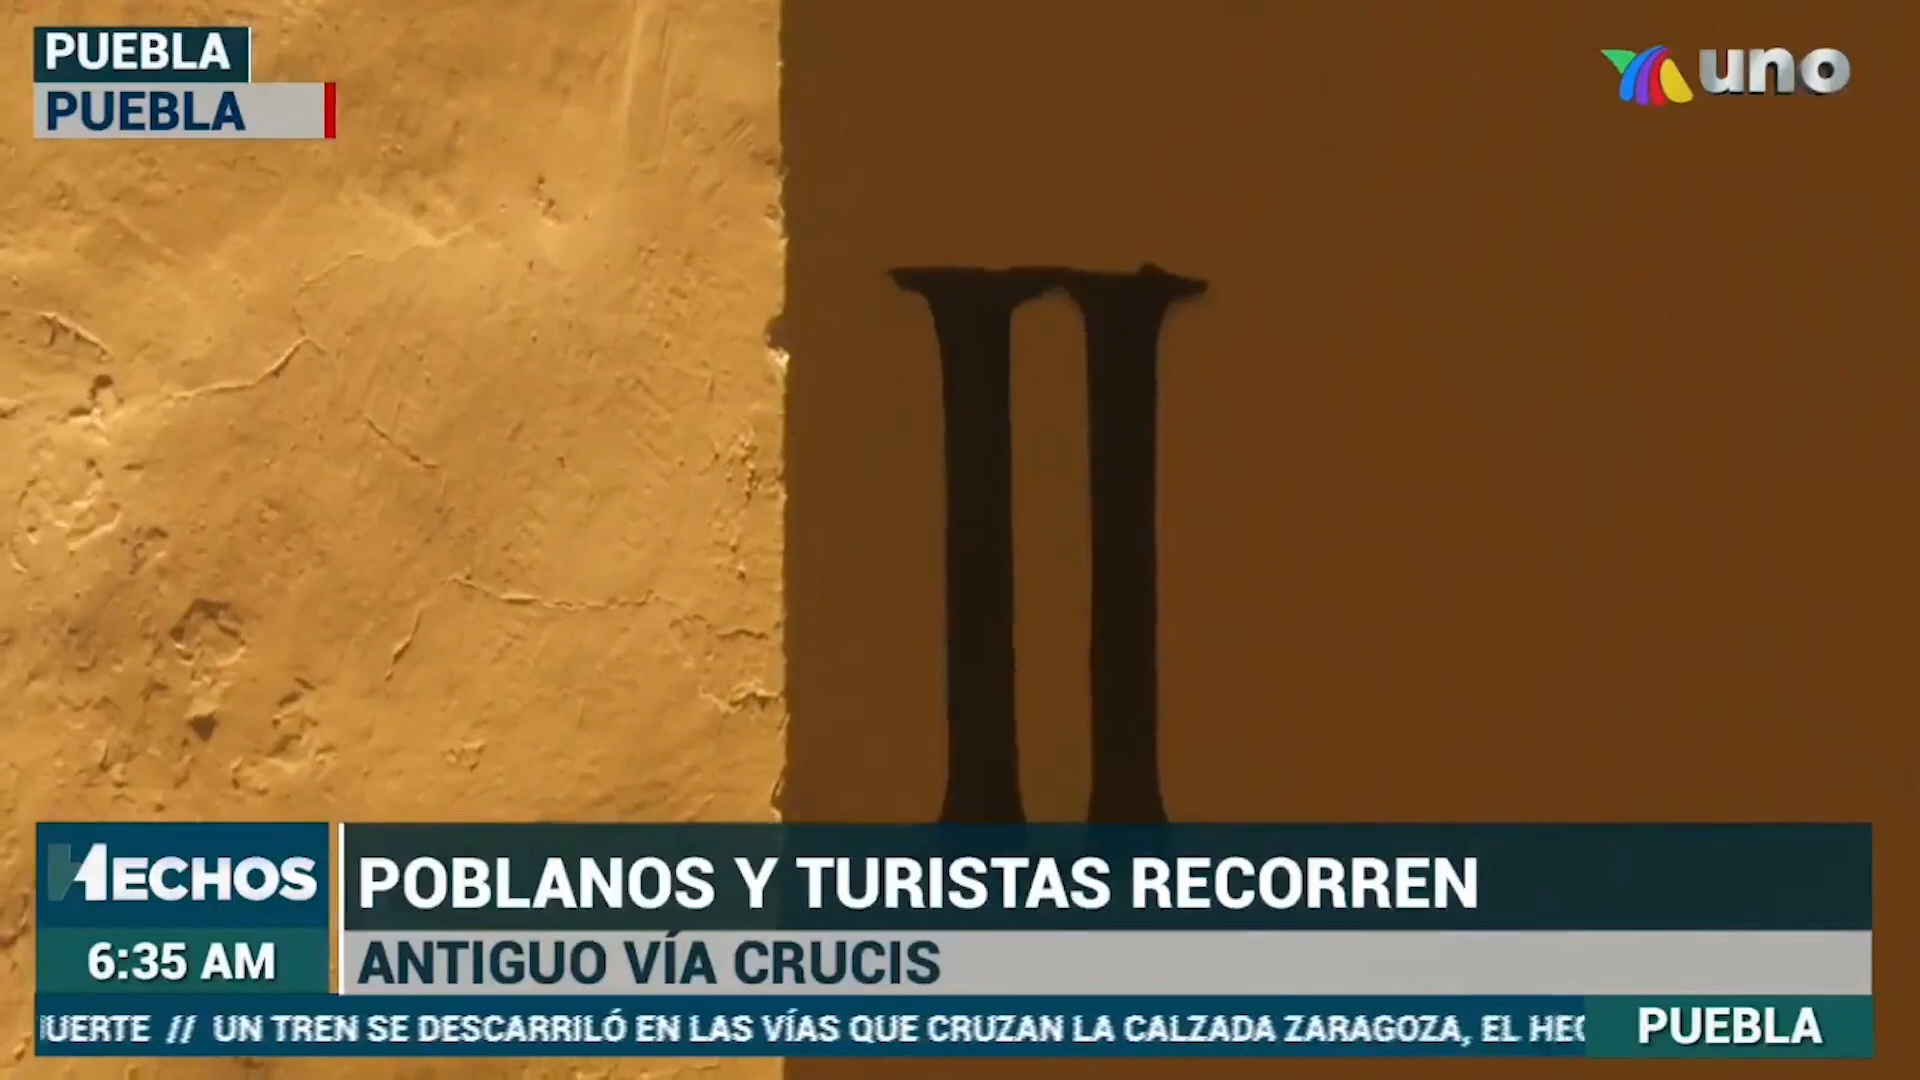 PUEBLA
PUEBLA
uno
II
HECHOS
POBLANOS Y TURISTAS RECORREN
6:35 AM
ANTIGUO VÍA CRUCIS
UN TREN SE DESCARRILÓ EN LAS VÍAS QUE CRUZAN LA CALZADA ZARAGOZA, EL
PUEBLA